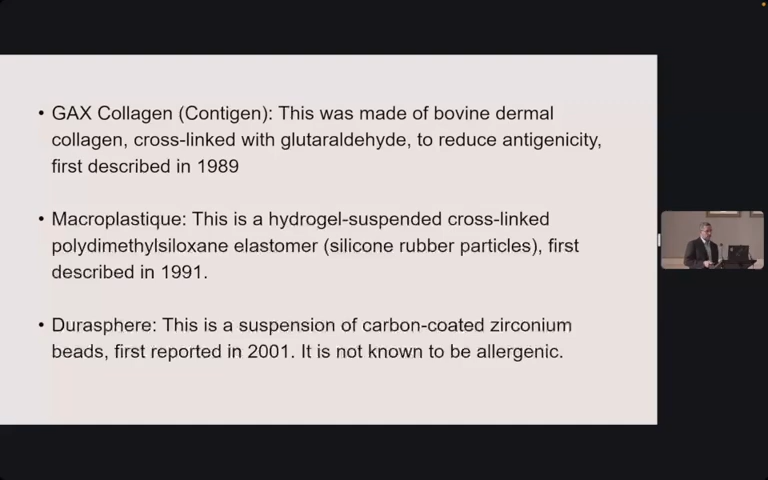 • GAX Collagen (Contigen): This was made of bovine dermal
collagen, cross-linked with glutaraldehyde, to reduce antigenicity,
first described in 1989
• Macroplastique: This is a hydrogel-suspended cross-linked
polydimethylsiloxane elastomer (silicone rubber particles), first
described in 1991.
• Durasphere: This is a suspension of carbon-coated zirconium
beads, first reported in 2001. It is not known to be allergenic.